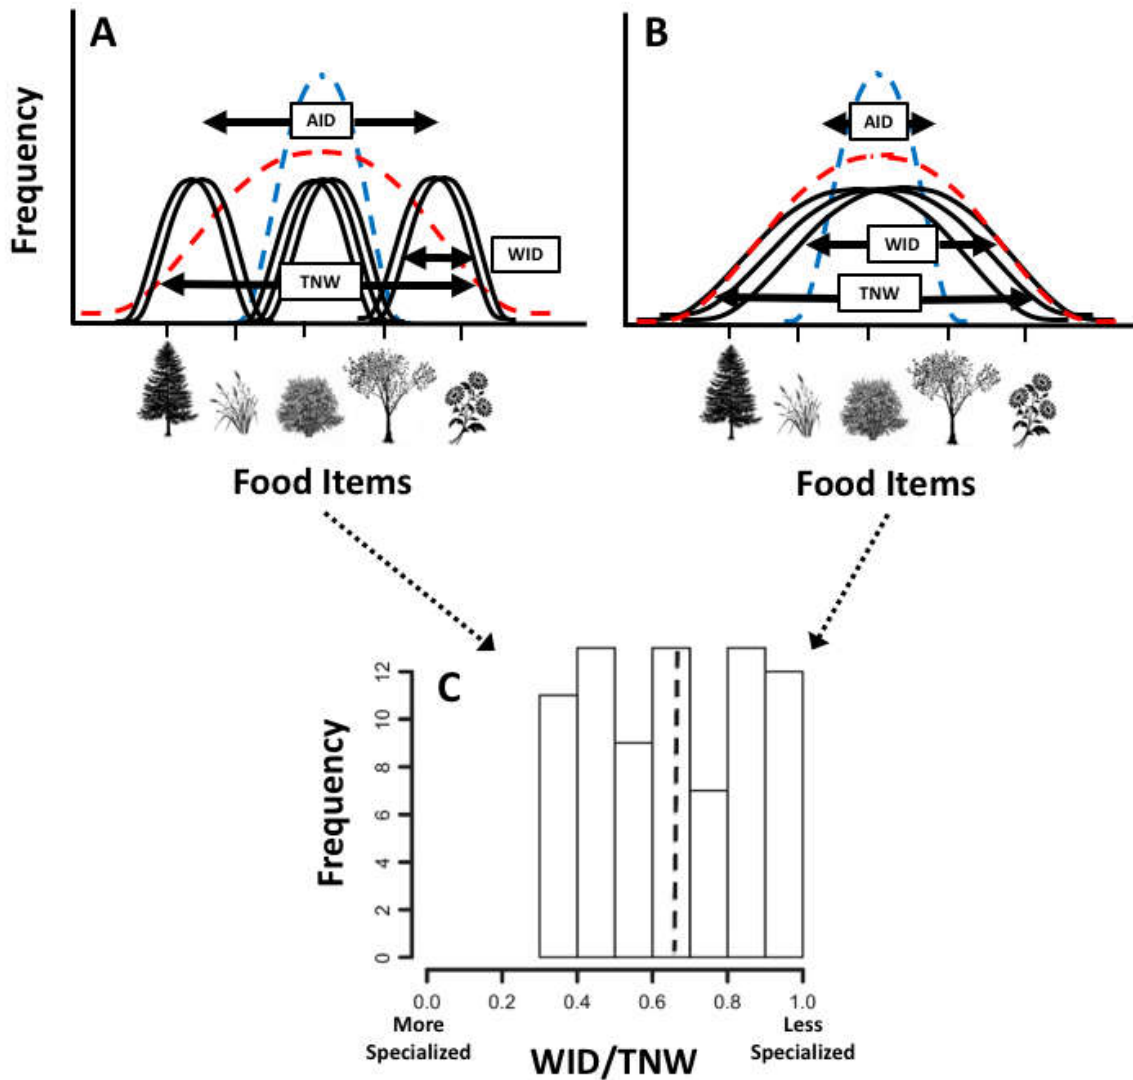 A
B
Frequency
AID
AID
WID
WID
TNW
TNW
Food Items
Food Items
C
Frequency
12
10
8
6
4
2
0
0.0 0.2 0.4 0.6 0.8 1.0
More
Specialized
Less
Specialized
WID/TNW